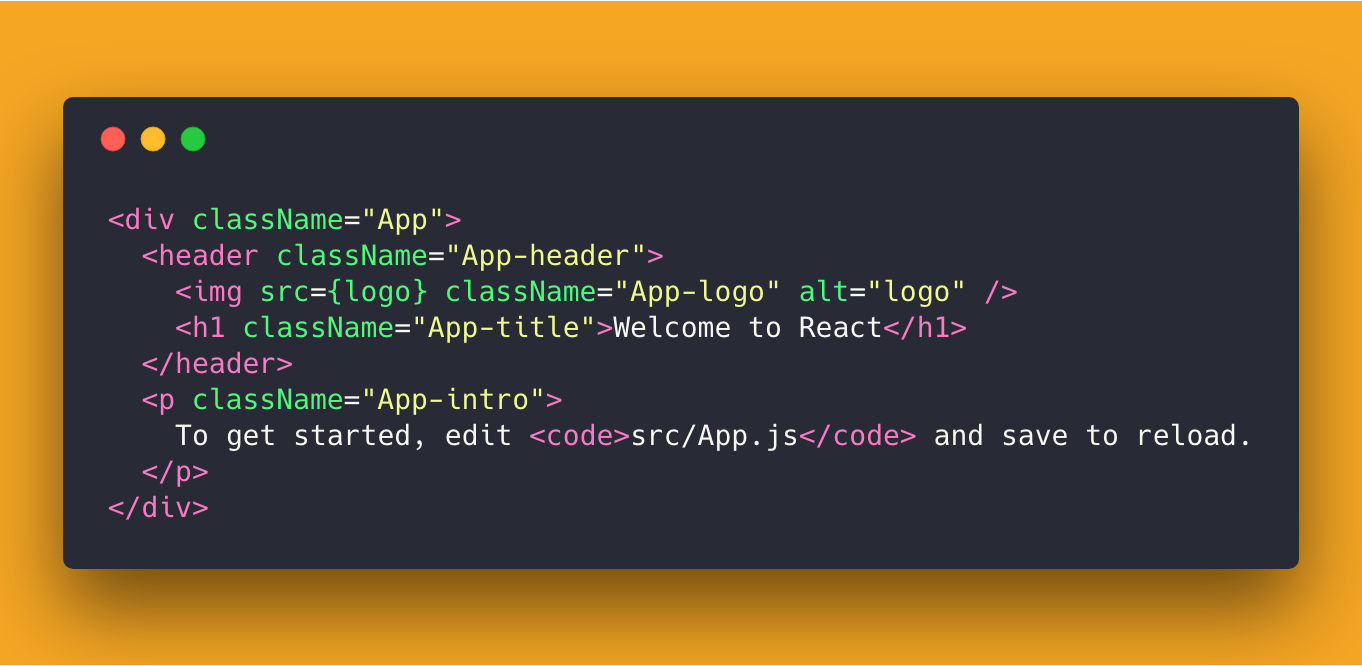 <div className="App">
  <header className="App-header">
    <img src={logo} className="App-logo" alt="logo" />
    <h1 className="App-title">Welcome to React</h1>
  </header>
  <p className="App-intro">
    To get started, edit <code>src/App.js</code> and save to reload.
  </p>
</div>